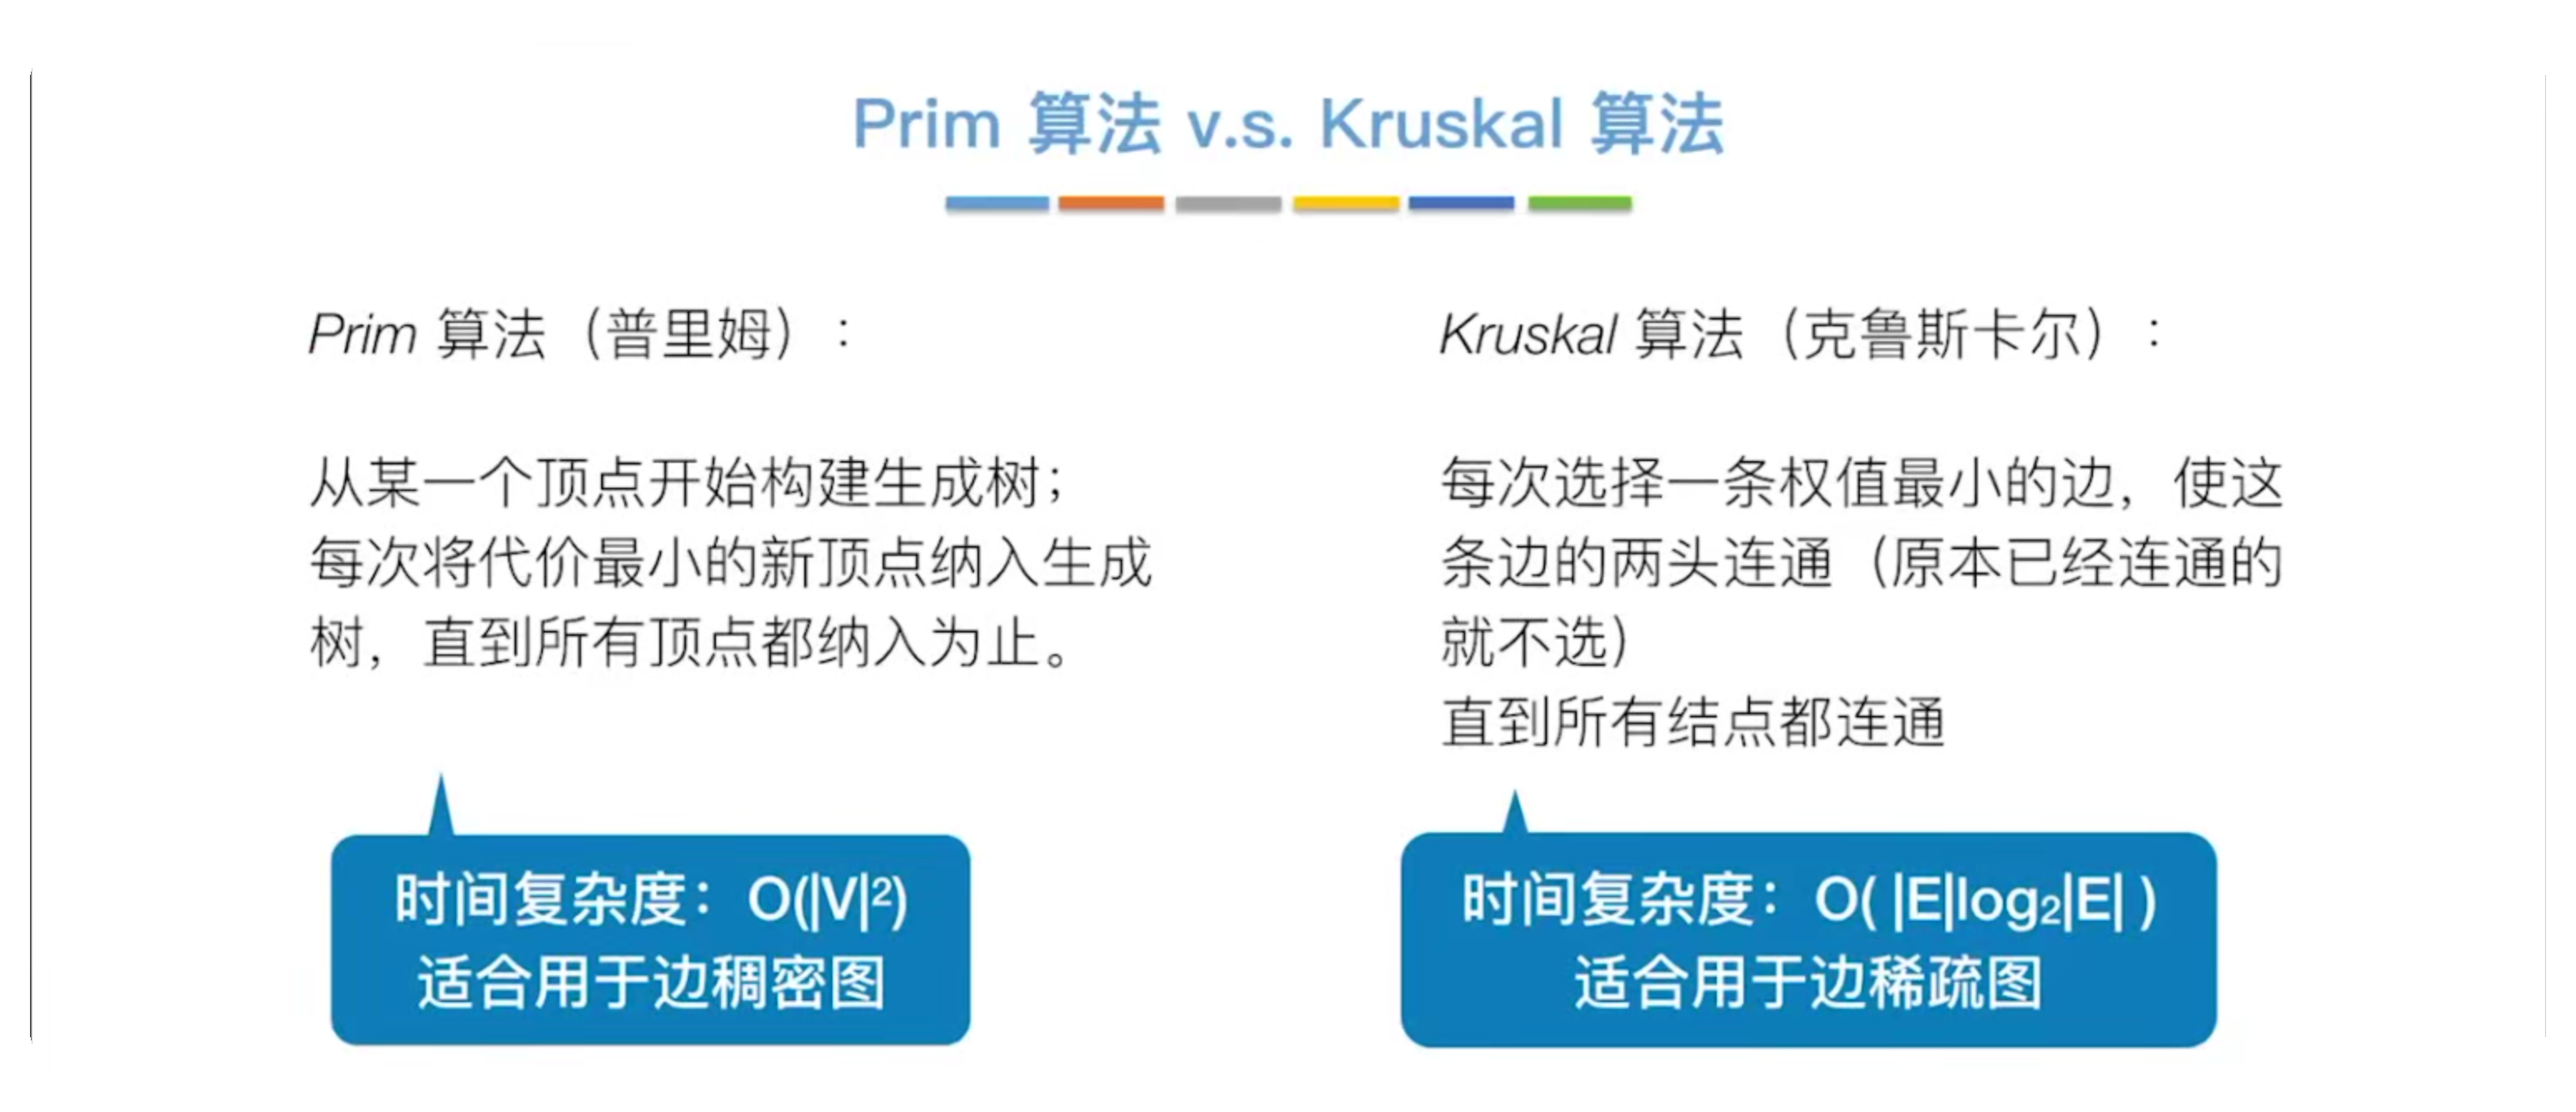 Prim 算法 v.s. Kruskal 算法
Prim 算法（普里姆）：
从某一个顶点开始构建生成树；
每次将代价最小的新顶点纳入生成
树，直到所有顶点都纳入为止。
时间复杂度：O(|V|²)
适合用于边稠密图
Kruskal 算法（克鲁斯卡尔）：
每次选择一条权值最小的边，使这
条边的两头连通（原本已经连通的
就不选）
直到所有结点都连通
时间复杂度：O( |E|log₂|E| )
适合用于边稀疏图